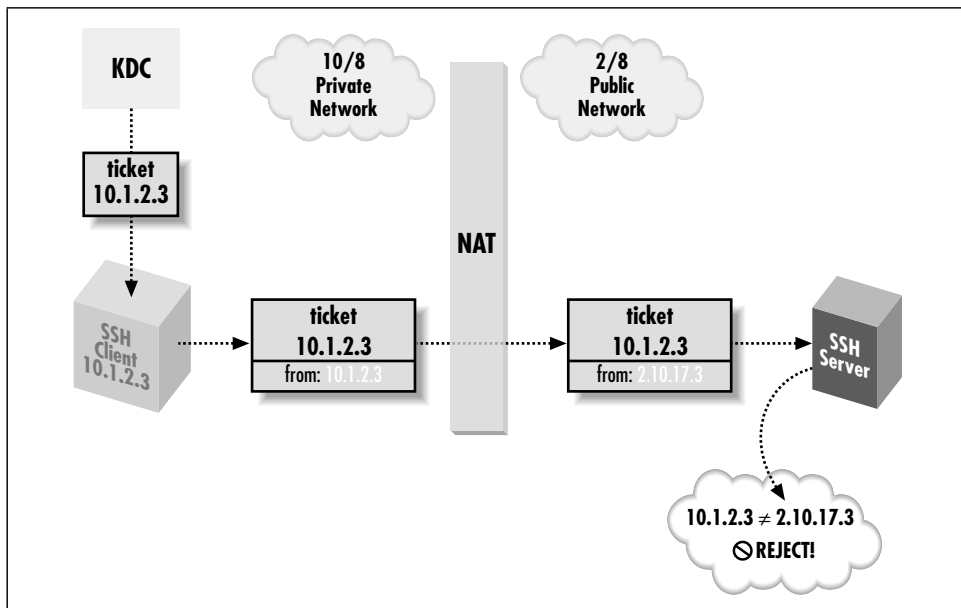 KDC
10/8
Private
Network
2/8
Public
Network
ticket
10.1.2.3
NAT
SSH
Client
10.1.2.3
ticket
10.1.2.3
from: 10.1.2.3
ticket
10.1.2.3
from: 2.10.17.3
SSH
Server
10.1.2.3 ≠ 2.10.17.3
REJECT!